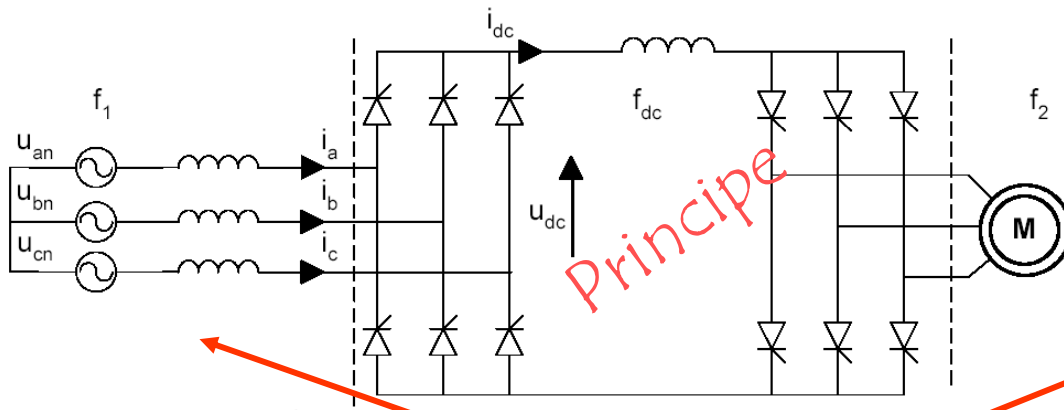 i_dc
f_1
f_dc
f_2
u_an
i_a
u_bn
i_b
u_cn
i_c
u_dc
Principe
M